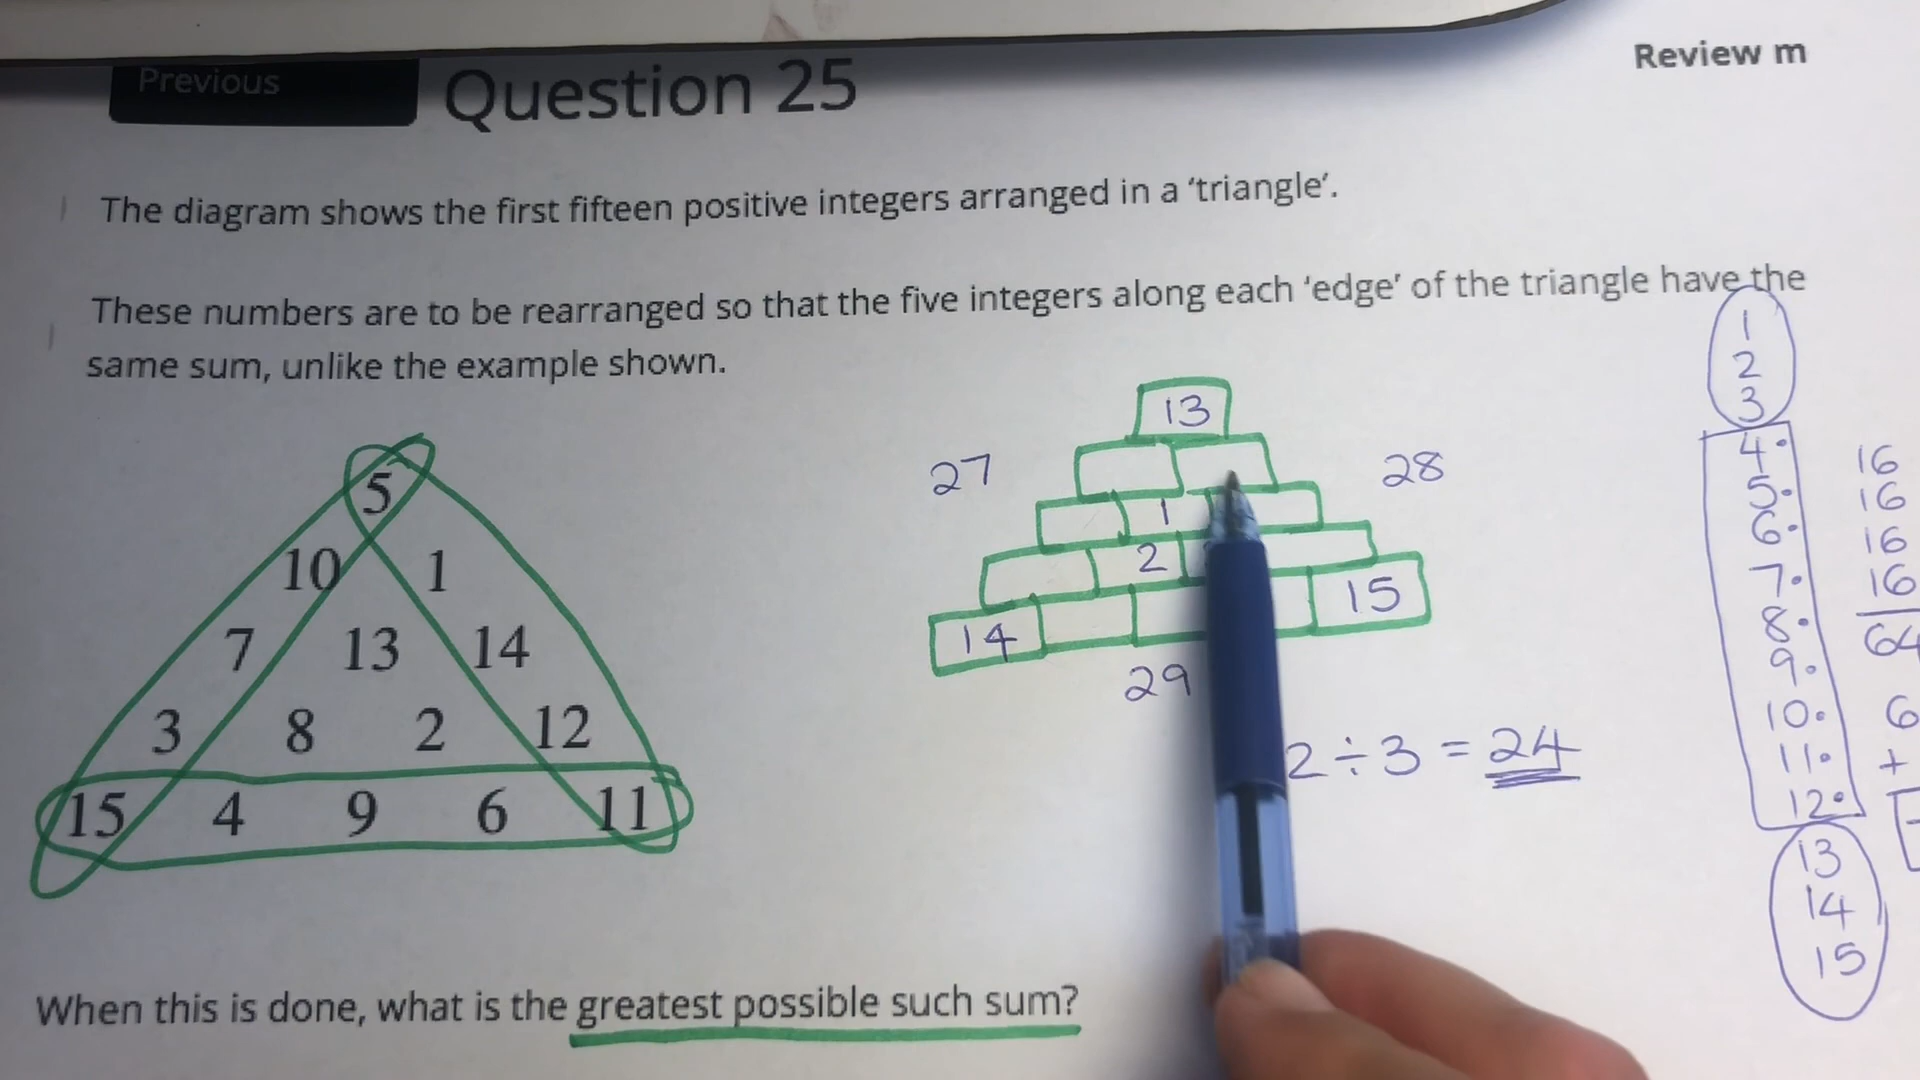 Previous
Question 25
Review m
The diagram shows the first fifteen positive integers arranged in a 'triangle'.
These numbers are to be rearranged so that the five integers along each 'edge' of the triangle have the
same sum, unlike the example shown.
5
10 1
7 13 14
3 8 2 12
15 4 9 6 11
13
27 28
1
2
14 15
29
2 ÷ 3 = 24
1
2
3
4
5
6
7
8
9
10
11
12
13
14
15
16
16
16
16
64
6
+
When this is done, what is the greatest possible such sum?